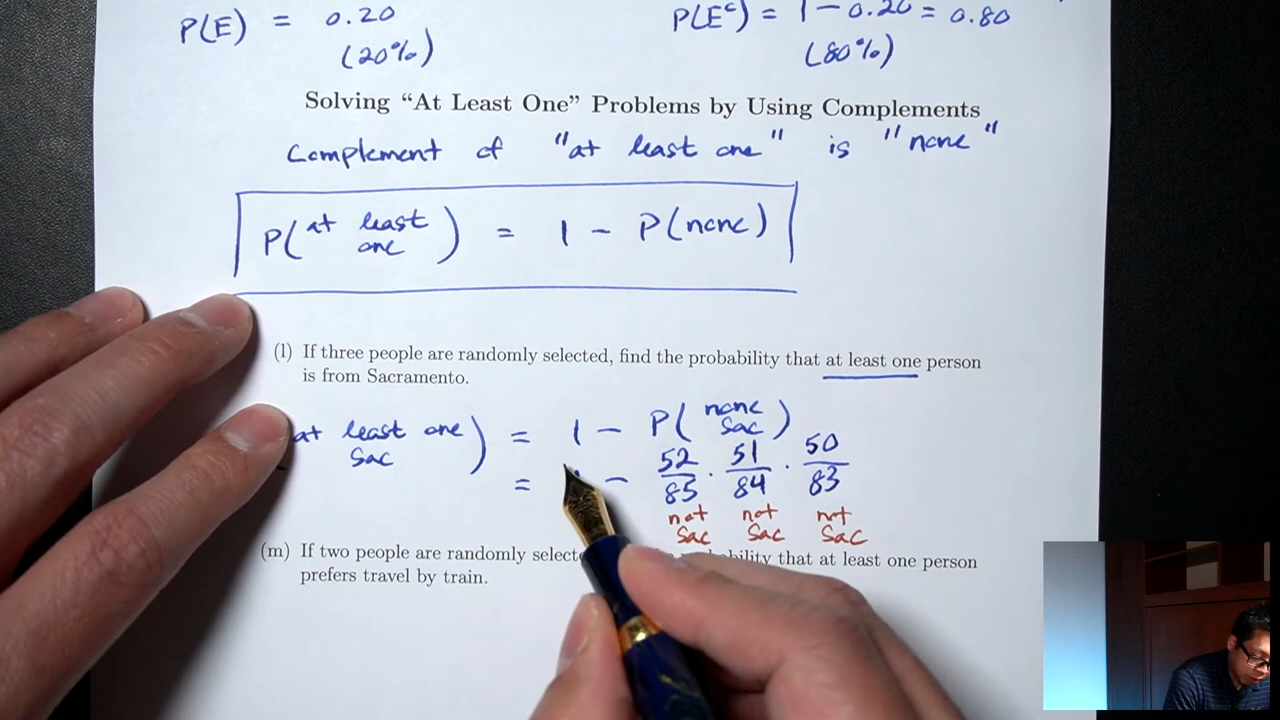 P(E) = 0.20
(20%)
P(Eᶜ) = 1 - 0.20 = 0.80
(80%)
Solving “At Least One” Problems by Using Complements
Complement of "at least one" is "none"
P(at least one) = 1 - P(none)
(l) If three people are randomly selected, find the probability that at least one person
is from Sacramento.
at least one Sac) = 1 - P(none Sac)
= - 52/85 · 51/84 · 50/83
not Sac not Sac not Sac
(m) If two people are randomly that at least one person
prefers travel by train.